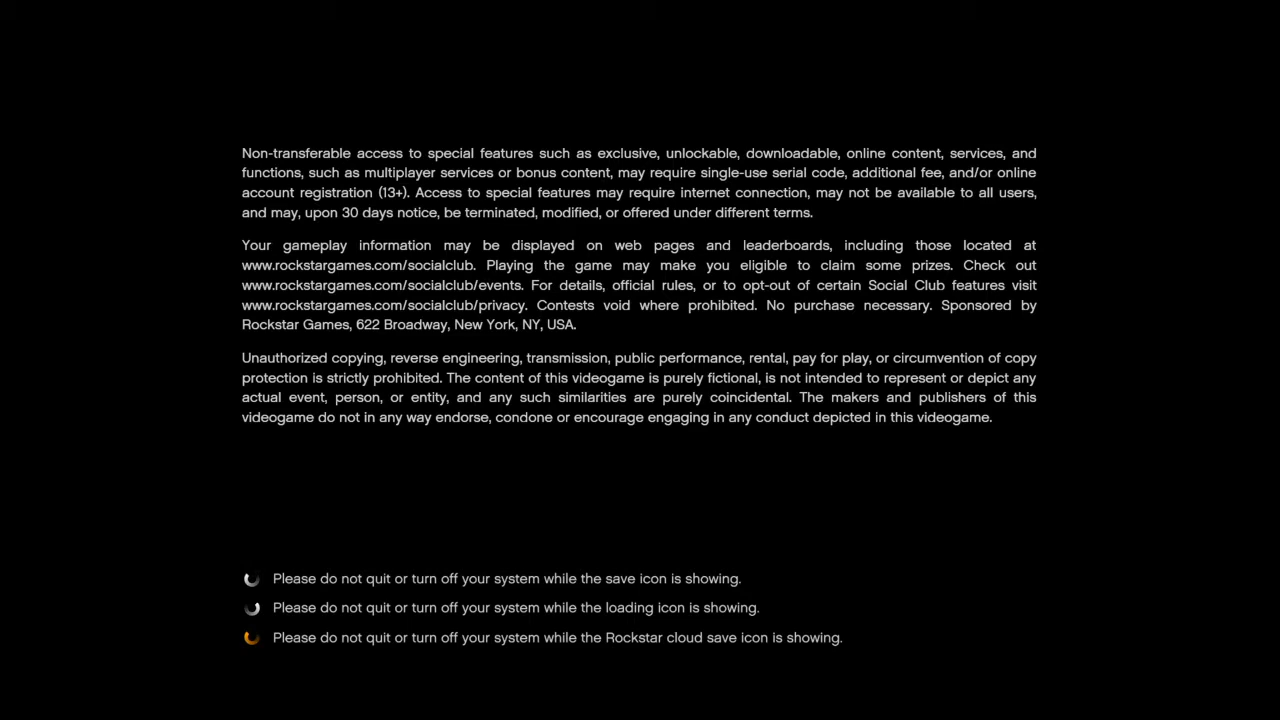 Non-transferable access to special features such as exclusive, unlockable, downloadable, online content, services, and
functions, such as multiplayer services or bonus content, may require single-use serial code, additional fee, and/or online
account registration (13+). Access to special features may require internet connection, may not be available to all users,
and may, upon 30 days notice, be terminated, modified, or offered under different terms.
Your gameplay information may be displayed on web pages and leaderboards, including those located at
www.rockstargames.com/socialclub. Playing the game may make you eligible to claim some prizes. Check out
www.rockstargames.com/socialclub/events. For details, official rules, or to opt-out of certain Social Club features visit
www.rockstargames.com/socialclub/privacy. Contests void where prohibited. No purchase necessary. Sponsored by
Rockstar Games, 622 Broadway, New York, NY, USA.
Unauthorized copying, reverse engineering, transmission, public performance, rental, pay for play, or circumvention of copy
protection is strictly prohibited. The content of this videogame is purely fictional, is not intended to represent or depict any
actual event, person, or entity, and any such similarities are purely coincidental. The makers and publishers of this
videogame do not in any way endorse, condone or encourage engaging in any conduct depicted in this videogame.
Please do not quit or turn off your system while the save icon is showing.
Please do not quit or turn off your system while the loading icon is showing.
Please do not quit or turn off your system while the Rockstar cloud save icon is showing.